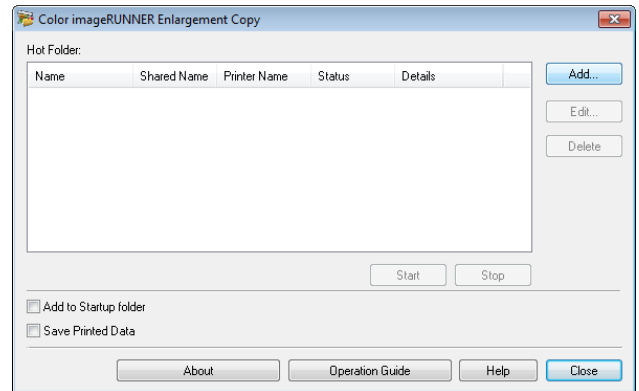 Color imageRUNNER Enlargement Copy
Hot Folder:
Name Shared Name Printer Name Status Details
Add...
Edit...
Delete
Start Stop
Add to Startup folder
Save Printed Data
About Operation Guide Help Close